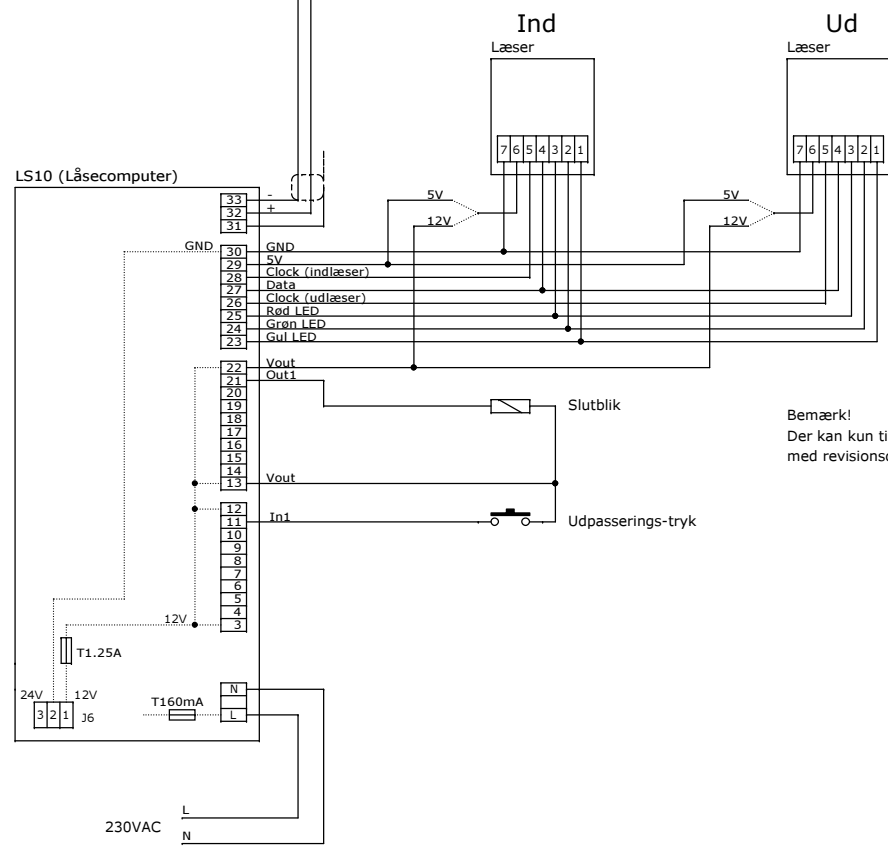 Ind
Ud
Læser
Læser
7 6 5 4 3 2 1
7 6 5 4 3 2 1
LS10 (Låsecomputer)
33 -
32 +
31
5V
12V
5V
12V
GND 30 GND
29 5V
28 Clock (indlæser)
27 Data
26 Clock (udlæser)
25 Rød LED
24 Grøn LED
23 Gul LED
22 Vout
21 Out1
20
19
18
17
16
15
14
13 Vout
Slutblik
Bemærk!
Der kan kun ti
med revisions
12
11 In1
10
9
8
7
6
5
4
12V 3
Udpasserings-tryk
T1.25A
24V 12V
3 2 1 J6
T160mA
N
L
230VAC
L
N